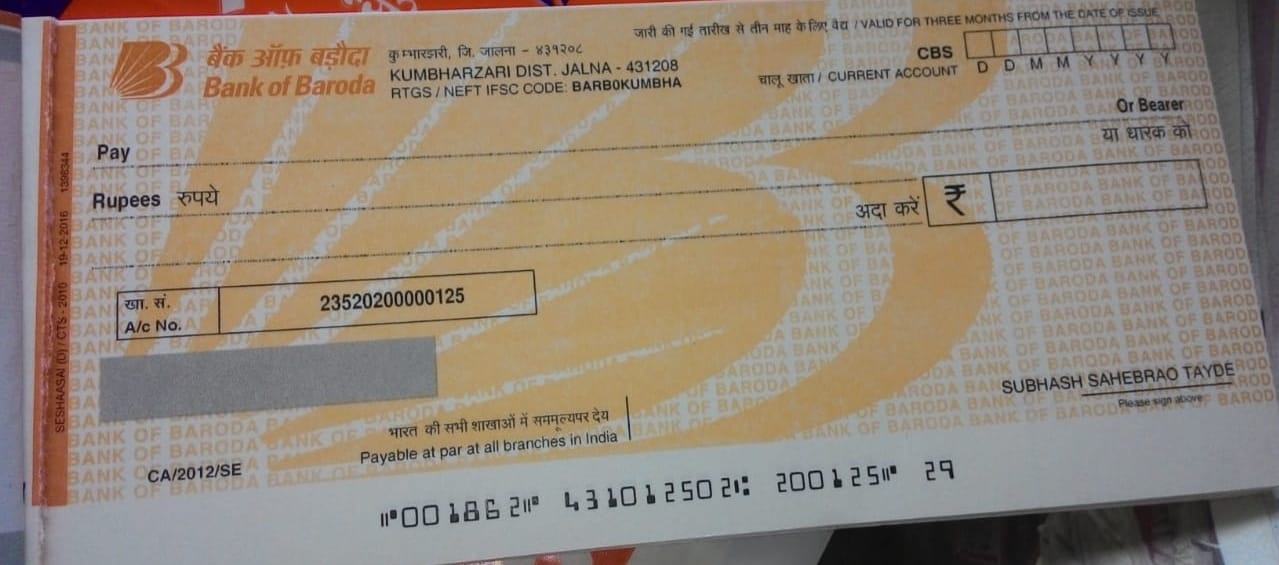 जारी की गई तारीख से तीन माह के लिए वैद्य / VALID FOR THREE MONTHS FROM THE DATE OF ISSUE
बैंक ऑफ़ बड़ौदा
Bank of Baroda
कुम्भारझरी, जि. जालना - ४३१२०८
KUMBHARZARI DIST. JALNA - 431208
RTGS / NEFT IFSC CODE: BARB0KUMBHA
CBS
चालू खाता / CURRENT ACCOUNT
D D M M Y Y Y Y
Pay
Or Bearer
या धारक को
Rupees रुपये
अदा करें ₹
खा. सं.
A/c No.
23520200000125
SUBHASH SAHEBRAO TAYDE
Please sign above
भारत की सभी शाखाओं में सममूल्यपर देय
Payable at par at all branches in India
CA/2012/SE
SESHAASAI (D) / CTS - 2010 19-12-2016 1396344
⑈001862⑈ 431012502⑆ 200125⑈ 29